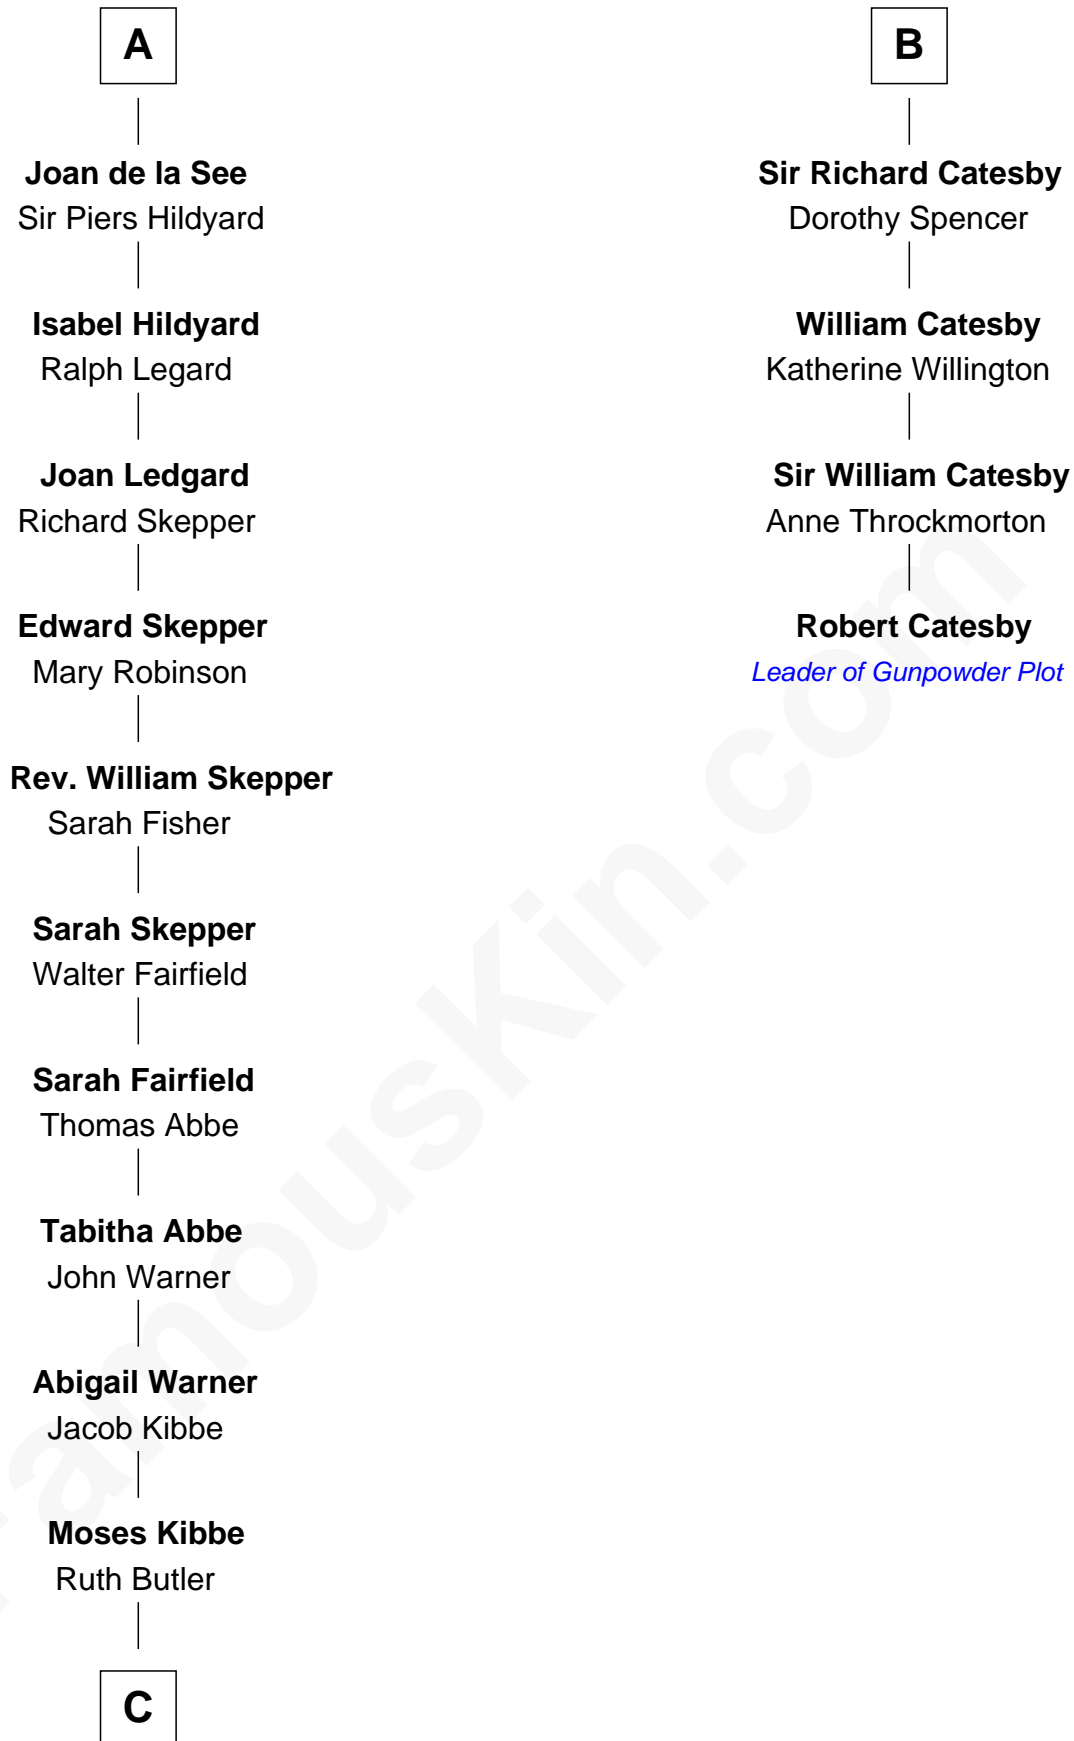 A
Joan de la See
Sir Piers Hildyard
Isabel Hildyard
Ralph Legard
Joan Ledgard
Richard Skepper
Edward Skepper
Mary Robinson
Rev. William Skepper
Sarah Fisher
Sarah Skepper
Walter Fairfield
Sarah Fairfield
Thomas Abbe
Tabitha Abbe
John Warner
Abigail Warner
Jacob Kibbe
Moses Kibbe
Ruth Butler
C
B
Sir Richard Catesby
Dorothy Spencer
William Catesby
Katherine Willington
Sir William Catesby
Anne Throckmorton
Robert Catesby
Leader of Gunpowder Plot
FamousKin.com